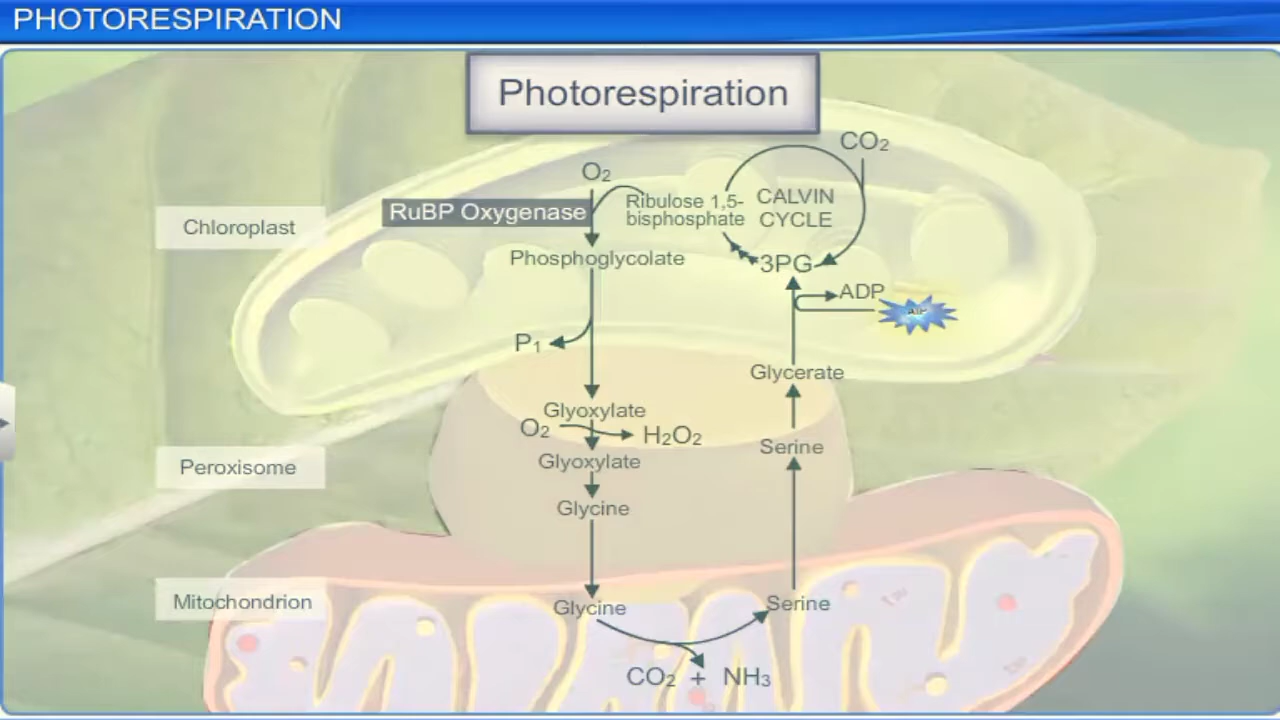 PHOTORESPIRATION
Photorespiration
CO2
O2
Ribulose 1,5-
bisphosphate
CALVIN
CYCLE
RuBP Oxygenase
Chloroplast
Phosphoglycolate
3PG
ADP
ATP
P1
Glycerate
Glyoxylate
O2
H2O2
Serine
Glyoxylate
Peroxisome
Glycine
Mitochondrion
Glycine
Serine
CO2 + NH3